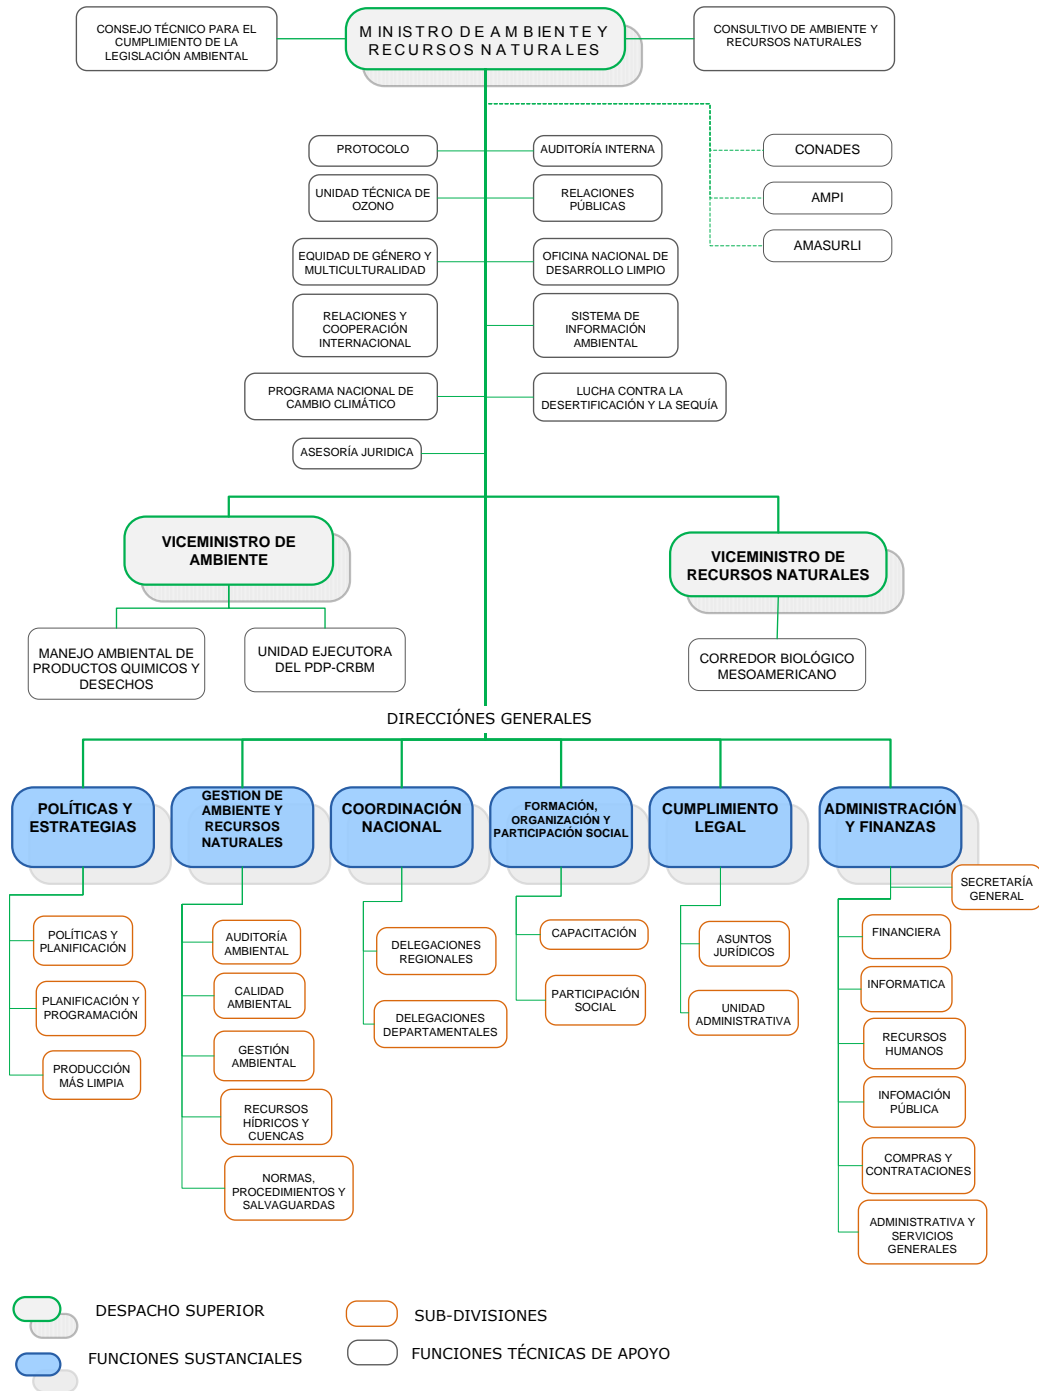 CONSEJO TÉCNICO PARA EL
CUMPLIMIENTO DE LA
LEGISLACIÓN AMBIENTAL
MINISTRO DE AMBIENTE Y
RECURSOS NATURALES
CONSULTIVO DE AMBIENTE Y
RECURSOS NATURALES
PROTOCOLO
AUDITORÍA INTERNA
CONADES
UNIDAD TÉCNICA DE
OZONO
RELACIONES
PÚBLICAS
AMPI
EQUIDAD DE GÉNERO Y
MULTICULTURALIDAD
OFICINA NACIONAL DE
DESARROLLO LIMPIO
AMASURLI
RELACIONES Y
COOPERACIÓN
INTERNACIONAL
SISTEMA DE
INFORMACIÓN
AMBIENTAL
PROGRAMA NACIONAL DE
CAMBIO CLIMÁTICO
LUCHA CONTRA LA
DESERTIFICACIÓN Y LA SEQUÍA
ASESORÍA JURIDICA
VICEMINISTRO DE
AMBIENTE
VICEMINISTRO DE
RECURSOS NATURALES
MANEJO AMBIENTAL DE
PRODUCTOS QUIMICOS Y
DESECHOS
UNIDAD EJECUTORA
DEL PDP-CRBM
CORREDOR BIOLÓGICO
MESOAMERICANO
DIRECCIÓNES GENERALES
POLÍTICAS Y
ESTRATEGIAS
GESTION DE
AMBIENTE Y
RECURSOS
NATURALES
COORDINACIÓN
NACIONAL
FORMACIÓN,
ORGANIZACIÓN Y
PARTICIPACIÓN SOCIAL
CUMPLIMIENTO
LEGAL
ADMINISTRACIÓN
Y FINANZAS
SECRETARÍA
GENERAL
POLÍTICAS Y
PLANIFICACIÓN
PLANIFICACIÓN Y
PROGRAMACIÓN
PRODUCCIÓN
MÁS LIMPIA
AUDITORÍA
AMBIENTAL
CALIDAD
AMBIENTAL
GESTIÓN
AMBIENTAL
RECURSOS
HÍDRICOS Y
CUENCAS
NORMAS,
PROCEDIMIENTOS Y
SALVAGUARDAS
DELEGACIONES
REGIONALES
DELEGACIONES
DEPARTAMENTALES
CAPACITACIÓN
PARTICIPACIÓN
SOCIAL
ASUNTOS
JURÍDICOS
UNIDAD
ADMINISTRATIVA
FINANCIERA
INFORMATICA
RECURSOS
HUMANOS
INFOMACIÓN
PÚBLICA
COMPRAS Y
CONTRATACIONES
ADMINISTRATIVA Y
SERVICIOS
GENERALES
DESPACHO SUPERIOR
SUB-DIVISIONES
FUNCIONES SUSTANCIALES
FUNCIONES TÉCNICAS DE APOYO